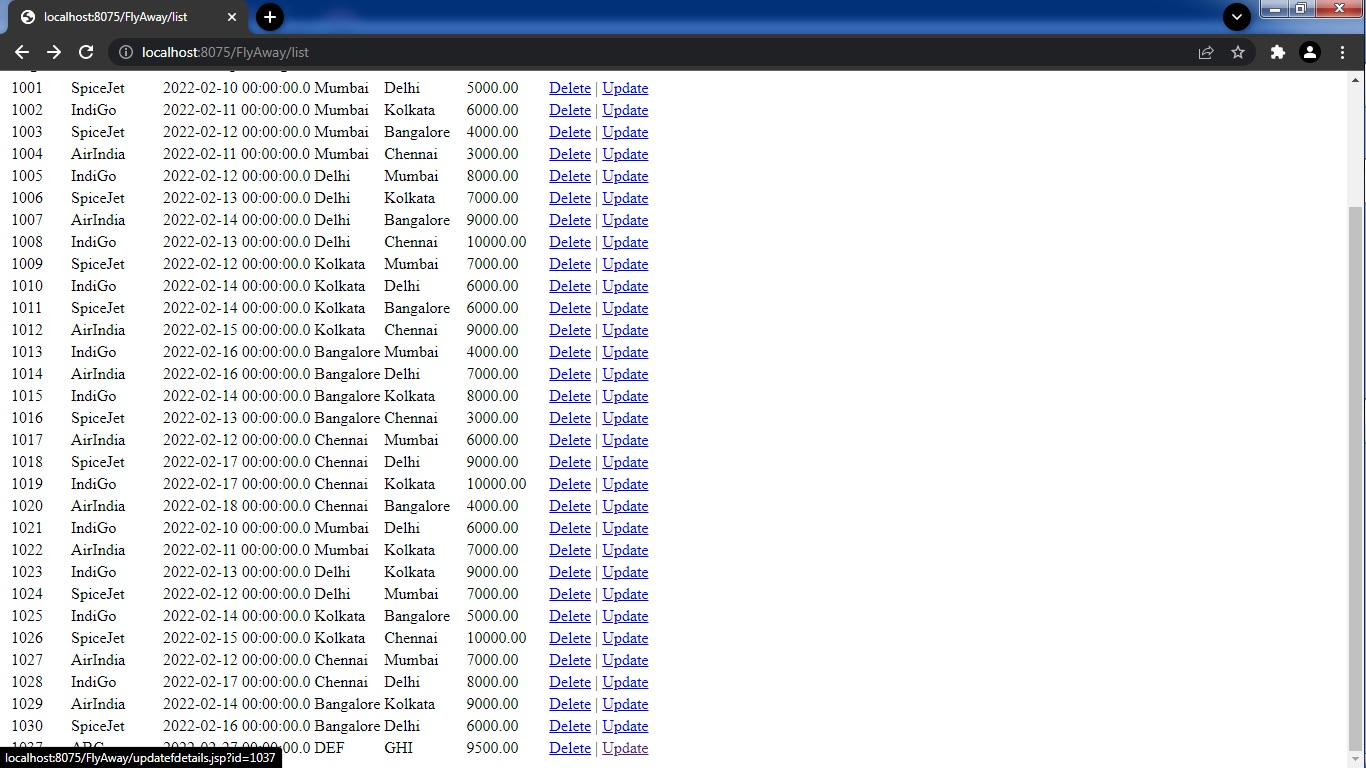 localhost:8075/FlyAway/list
localhost:8075/FlyAway/list
1001 SpiceJet 2022-02-10 00:00:00.0 Mumbai Delhi 5000.00 Delete | Update
1002 IndiGo 2022-02-11 00:00:00.0 Mumbai Kolkata 6000.00 Delete | Update
1003 SpiceJet 2022-02-12 00:00:00.0 Mumbai Bangalore 4000.00 Delete | Update
1004 AirIndia 2022-02-11 00:00:00.0 Mumbai Chennai 3000.00 Delete | Update
1005 IndiGo 2022-02-12 00:00:00.0 Delhi Mumbai 8000.00 Delete | Update
1006 SpiceJet 2022-02-13 00:00:00.0 Delhi Kolkata 7000.00 Delete | Update
1007 AirIndia 2022-02-14 00:00:00.0 Delhi Bangalore 9000.00 Delete | Update
1008 IndiGo 2022-02-13 00:00:00.0 Delhi Chennai 10000.00 Delete | Update
1009 SpiceJet 2022-02-12 00:00:00.0 Kolkata Mumbai 7000.00 Delete | Update
1010 IndiGo 2022-02-14 00:00:00.0 Kolkata Delhi 6000.00 Delete | Update
1011 SpiceJet 2022-02-14 00:00:00.0 Kolkata Bangalore 6000.00 Delete | Update
1012 AirIndia 2022-02-15 00:00:00.0 Kolkata Chennai 9000.00 Delete | Update
1013 IndiGo 2022-02-16 00:00:00.0 Bangalore Mumbai 4000.00 Delete | Update
1014 AirIndia 2022-02-16 00:00:00.0 Bangalore Delhi 7000.00 Delete | Update
1015 IndiGo 2022-02-14 00:00:00.0 Bangalore Kolkata 8000.00 Delete | Update
1016 SpiceJet 2022-02-13 00:00:00.0 Bangalore Chennai 3000.00 Delete | Update
1017 AirIndia 2022-02-12 00:00:00.0 Chennai Mumbai 6000.00 Delete | Update
1018 SpiceJet 2022-02-17 00:00:00.0 Chennai Delhi 9000.00 Delete | Update
1019 IndiGo 2022-02-17 00:00:00.0 Chennai Kolkata 10000.00 Delete | Update
1020 AirIndia 2022-02-18 00:00:00.0 Chennai Bangalore 4000.00 Delete | Update
1021 IndiGo 2022-02-10 00:00:00.0 Mumbai Delhi 6000.00 Delete | Update
1022 AirIndia 2022-02-11 00:00:00.0 Mumbai Kolkata 7000.00 Delete | Update
1023 IndiGo 2022-02-13 00:00:00.0 Delhi Kolkata 9000.00 Delete | Update
1024 SpiceJet 2022-02-12 00:00:00.0 Delhi Mumbai 7000.00 Delete | Update
1025 IndiGo 2022-02-14 00:00:00.0 Kolkata Bangalore 5000.00 Delete | Update
1026 SpiceJet 2022-02-15 00:00:00.0 Kolkata Chennai 10000.00 Delete | Update
1027 AirIndia 2022-02-12 00:00:00.0 Chennai Mumbai 7000.00 Delete | Update
1028 IndiGo 2022-02-17 00:00:00.0 Chennai Delhi 8000.00 Delete | Update
1029 AirIndia 2022-02-14 00:00:00.0 Bangalore Kolkata 9000.00 Delete | Update
1030 SpiceJet 2022-02-16 00:00:00.0 Bangalore Delhi 6000.00 Delete | Update
1037 ABC 2022-02-27 00:00:00.0 DEF GHI 9500.00 Delete | Update
localhost:8075/FlyAway/updatefdetails.jsp?id=1037